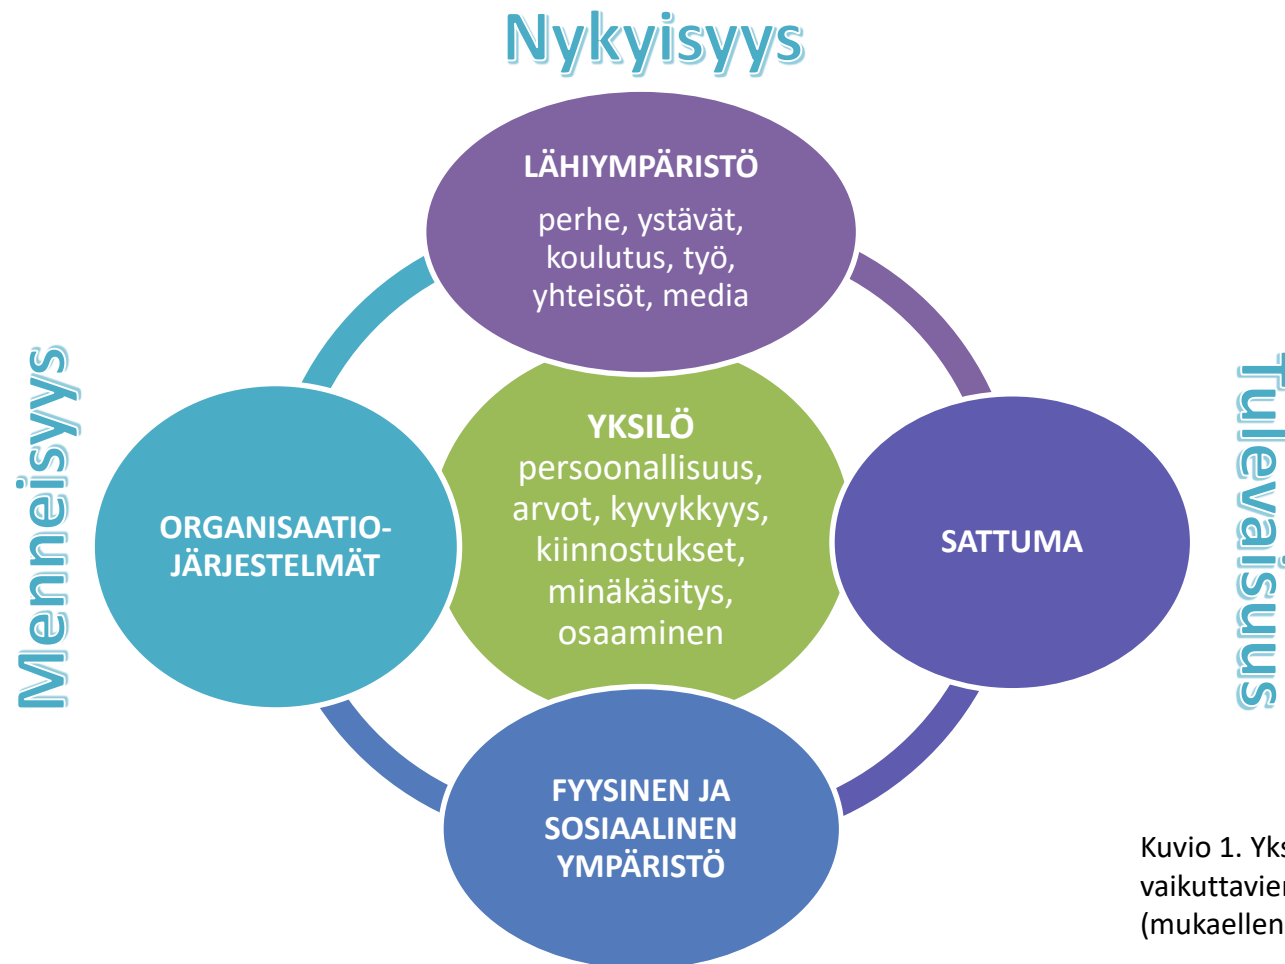 Nykyisyys
LÄHIYMPÄRISTÖ
perhe, ystävät,
koulutus, työ,
yhteisöt, media
Menneisyys
ORGANISAATIO-
JÄRJESTELMÄT
YKSILÖ
persoonallisuus,
arvot, kyvykkyys,
kiinnostukset,
minäkäsitys,
osaaminen
SATTUMA
Tulevaisuus
FYYSINEN JA
SOSIAALINEN
YMPÄRISTÖ
Kuvio 1.
(mukaellen